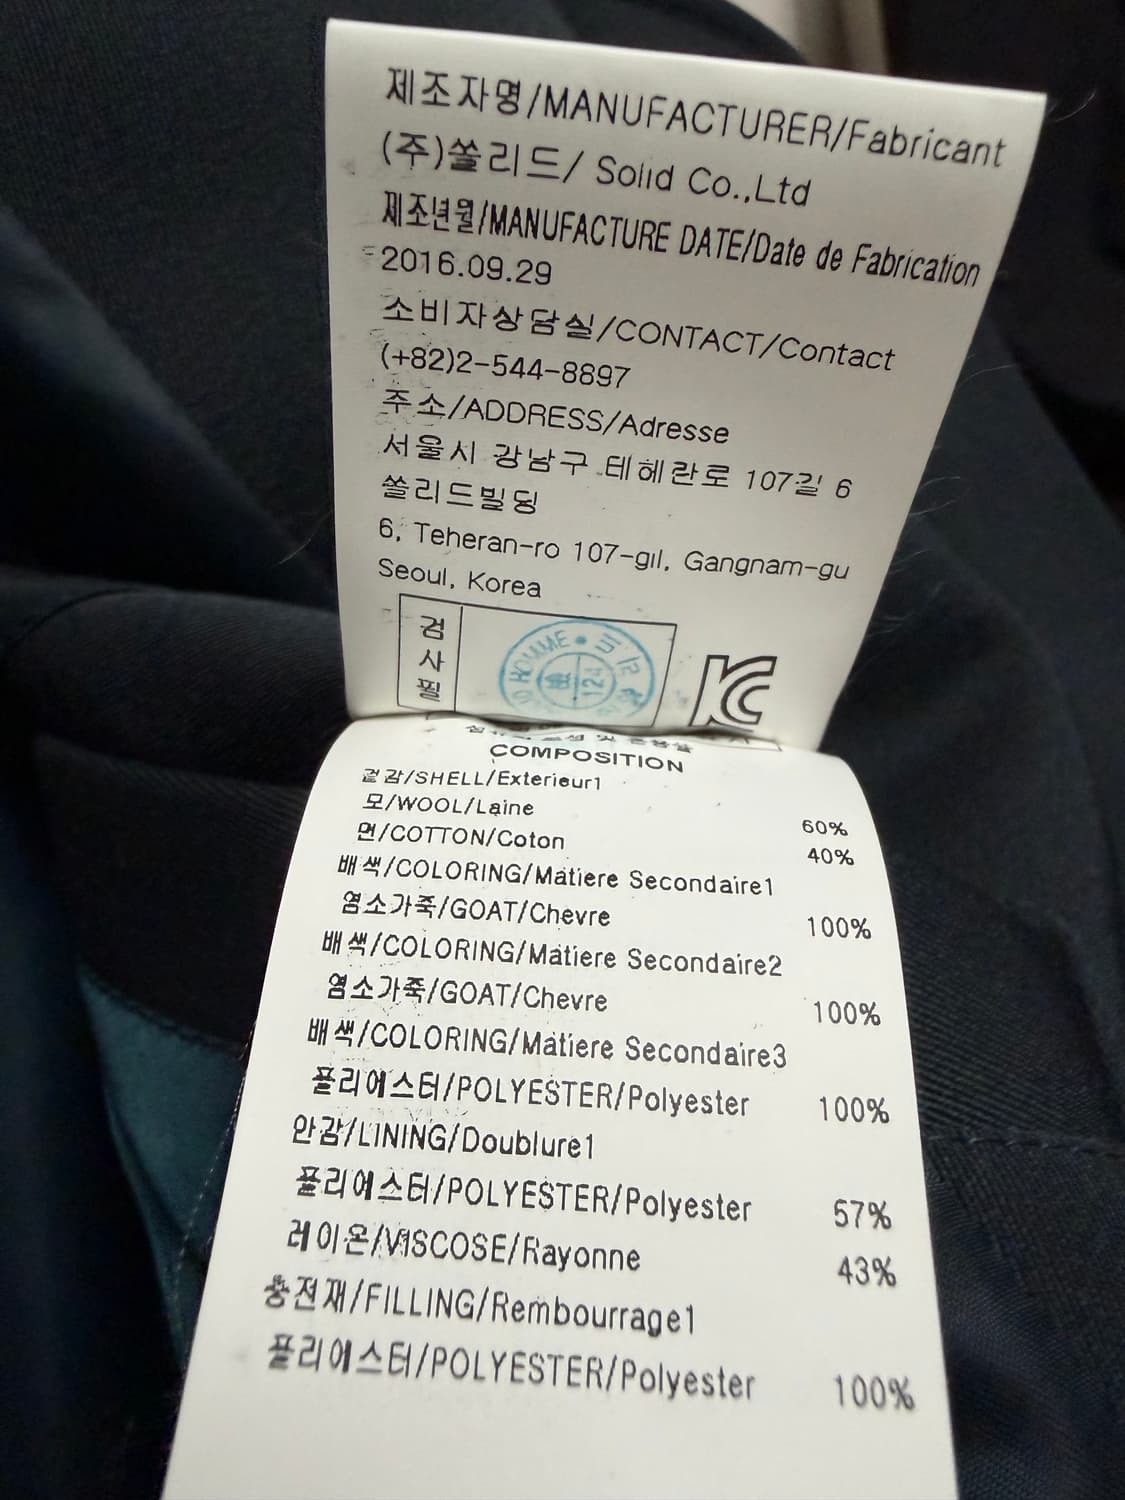 제조자명/MANUFACTURER/Fabricant
(주)쏠리드/ Solid Co.,Ltd
제조년월/MANUFACTURE DATE/Date de Fabrication
2016.09.29
소비자상담실/CONTACT/Contact
(+82)2-544-8897
주소/ADDRESS/Adresse
서울시 강남구 테헤란로 107길 6
쏠리드빌딩
6, Teheran-ro 107-gil, Gangnam-gu
Seoul, Korea
검사필
HOMME
124
KC
COMPOSITION
겉감/SHELL/Exterieur1
모/WOOL/Laine 60%
면/COTTON/Coton 40%
배색/COLORING/Matiere Secondaire1
염소가죽/GOAT/Chevre 100%
배색/COLORING/Matiere Secondaire2
염소가죽/GOAT/Chevre 100%
배색/COLORING/Matiere Secondaire3
폴리에스터/POLYESTER/Polyester 100%
안감/LINING/Doublure1
폴리에스터/POLYESTER/Polyester 57%
레이온/VISCOSE/Rayonne 43%
충전재/FILLING/Rembourrage1
폴리에스터/POLYESTER/Polyester 100%